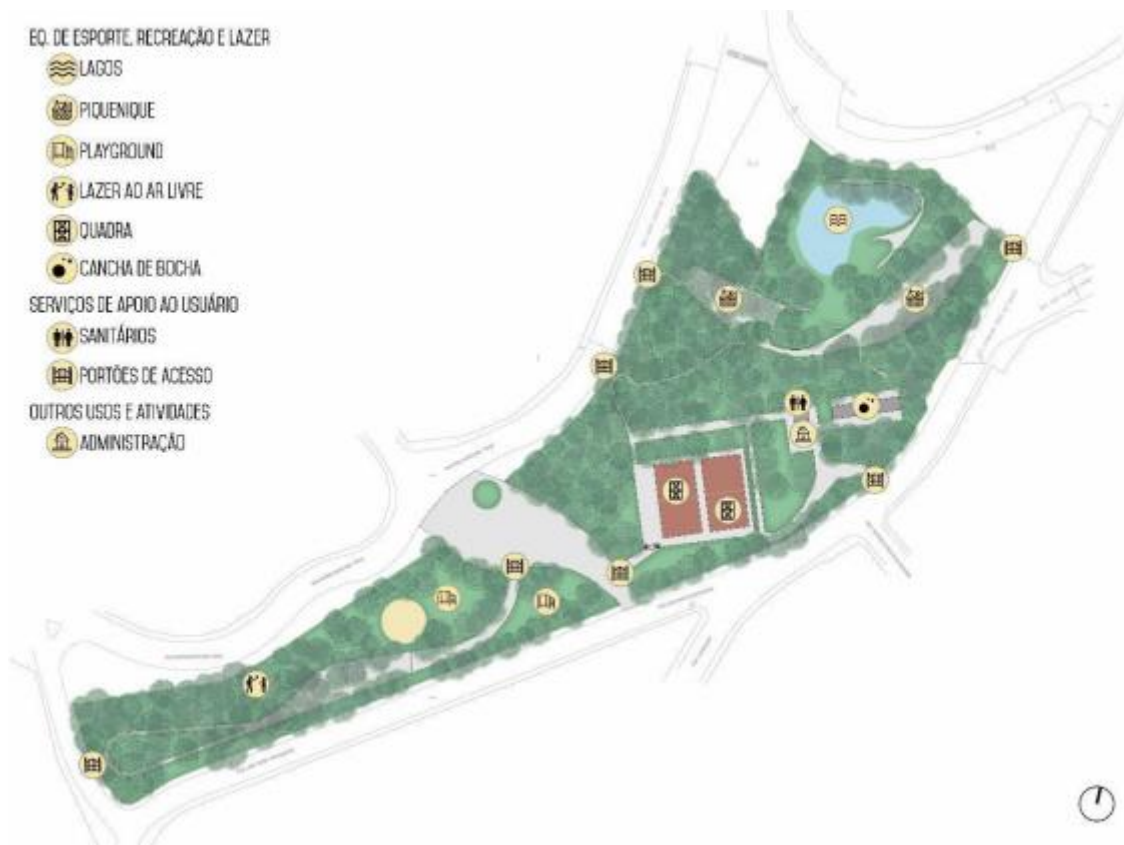 EQ. DE ESPORTE, RECREAÇÃO E LAZER
LAGOS
PIQUENIQUE
PLAYGROUND
LAZER AO AR LIVRE
QUADRA
CANCHA DE BOCHA
SERVIÇOS DE APOIO AO USUÁRIO
SANITÁRIOS
PORTÕES DE ACESSO
OUTROS USOS E ATIVIDADES
ADMINISTRAÇÃO